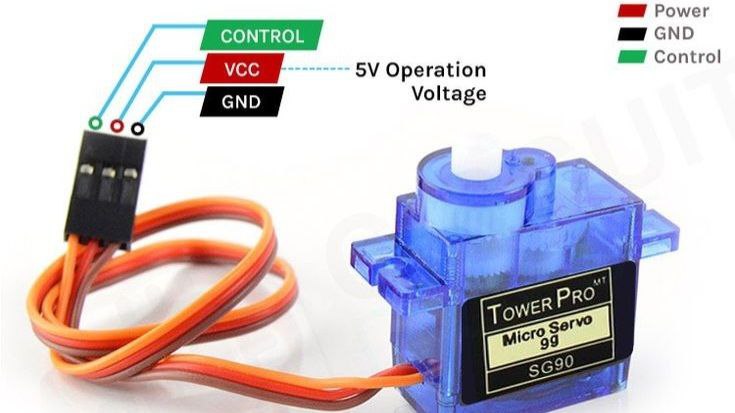 CONTROL
VCC
GND
5V Operation
Voltage
Power
GND
Control
TOWER PRO MT
Micro Servo
9g
SG90